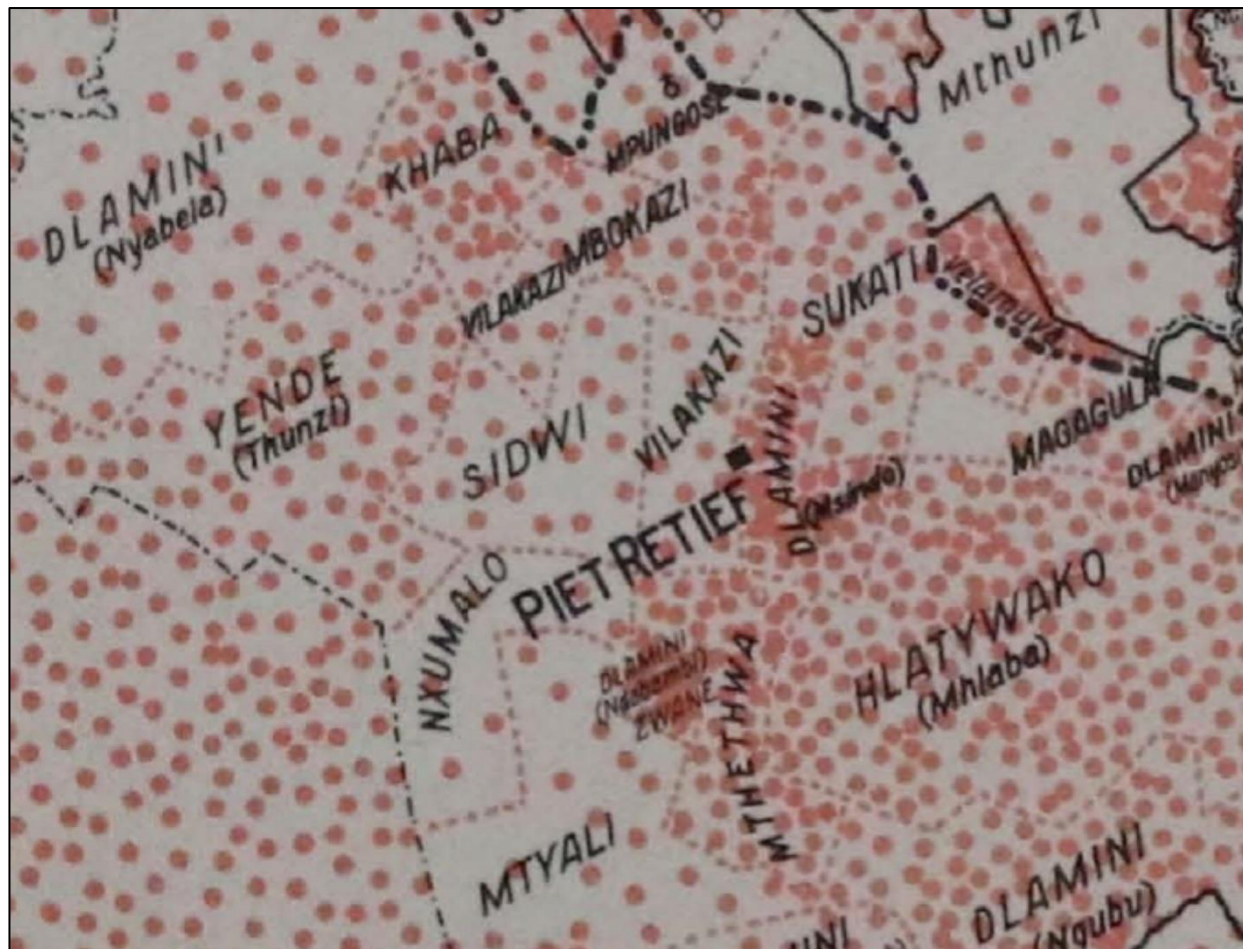 Mthunzi
KHABA
MPUNGOSE
DLAMINI
(Nyabela)
MBOKAZI
VILAKAZI
SUKATI
Velamuva
YENDE
(Thunzi)
VILAKAZI
SIDWI
MAGAGULA
DLAMINI
DLAMINI
(Msindo)
PIET RETIEF
NXUMALO
HLATYWAKO
(Mhlaba)
DLAMINI
ZWANE
MTHETHWA
MTYALI
DLAMINI
(Ngubu)